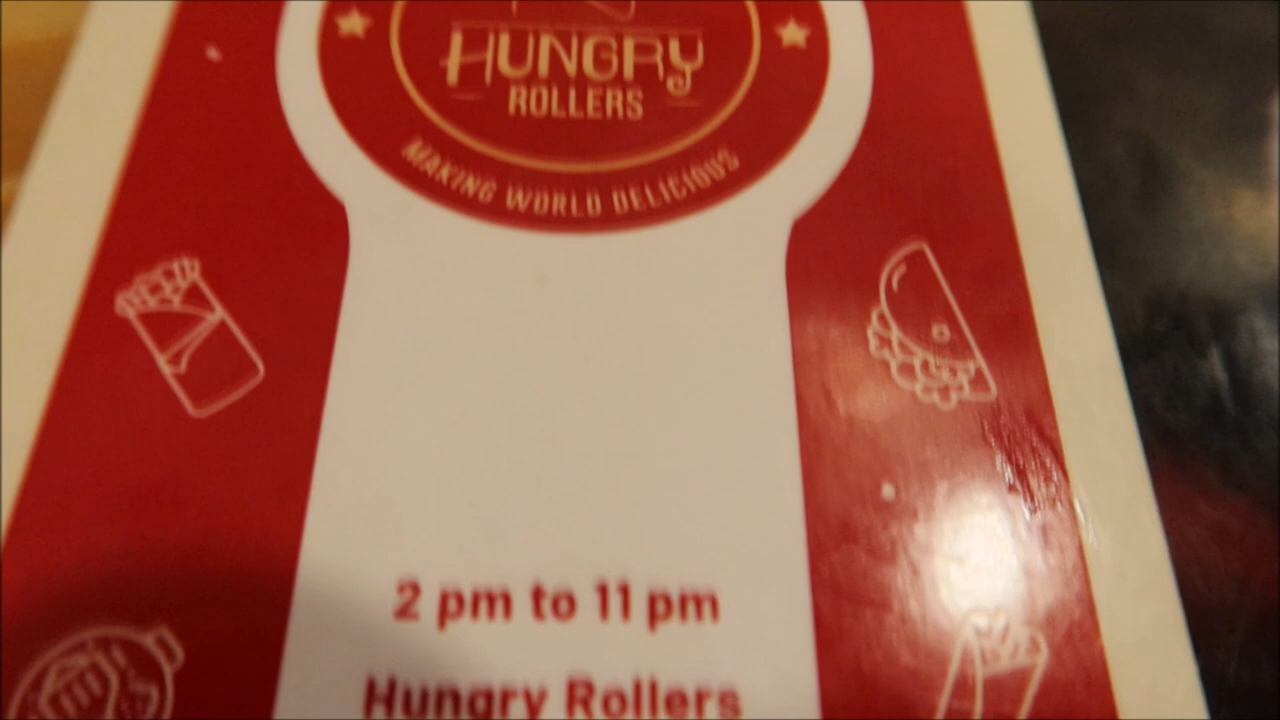 HUNGRY
ROLLERS
MAKING WORLD DELICIOUS
2 pm to 11 pm
Hungry Rollers